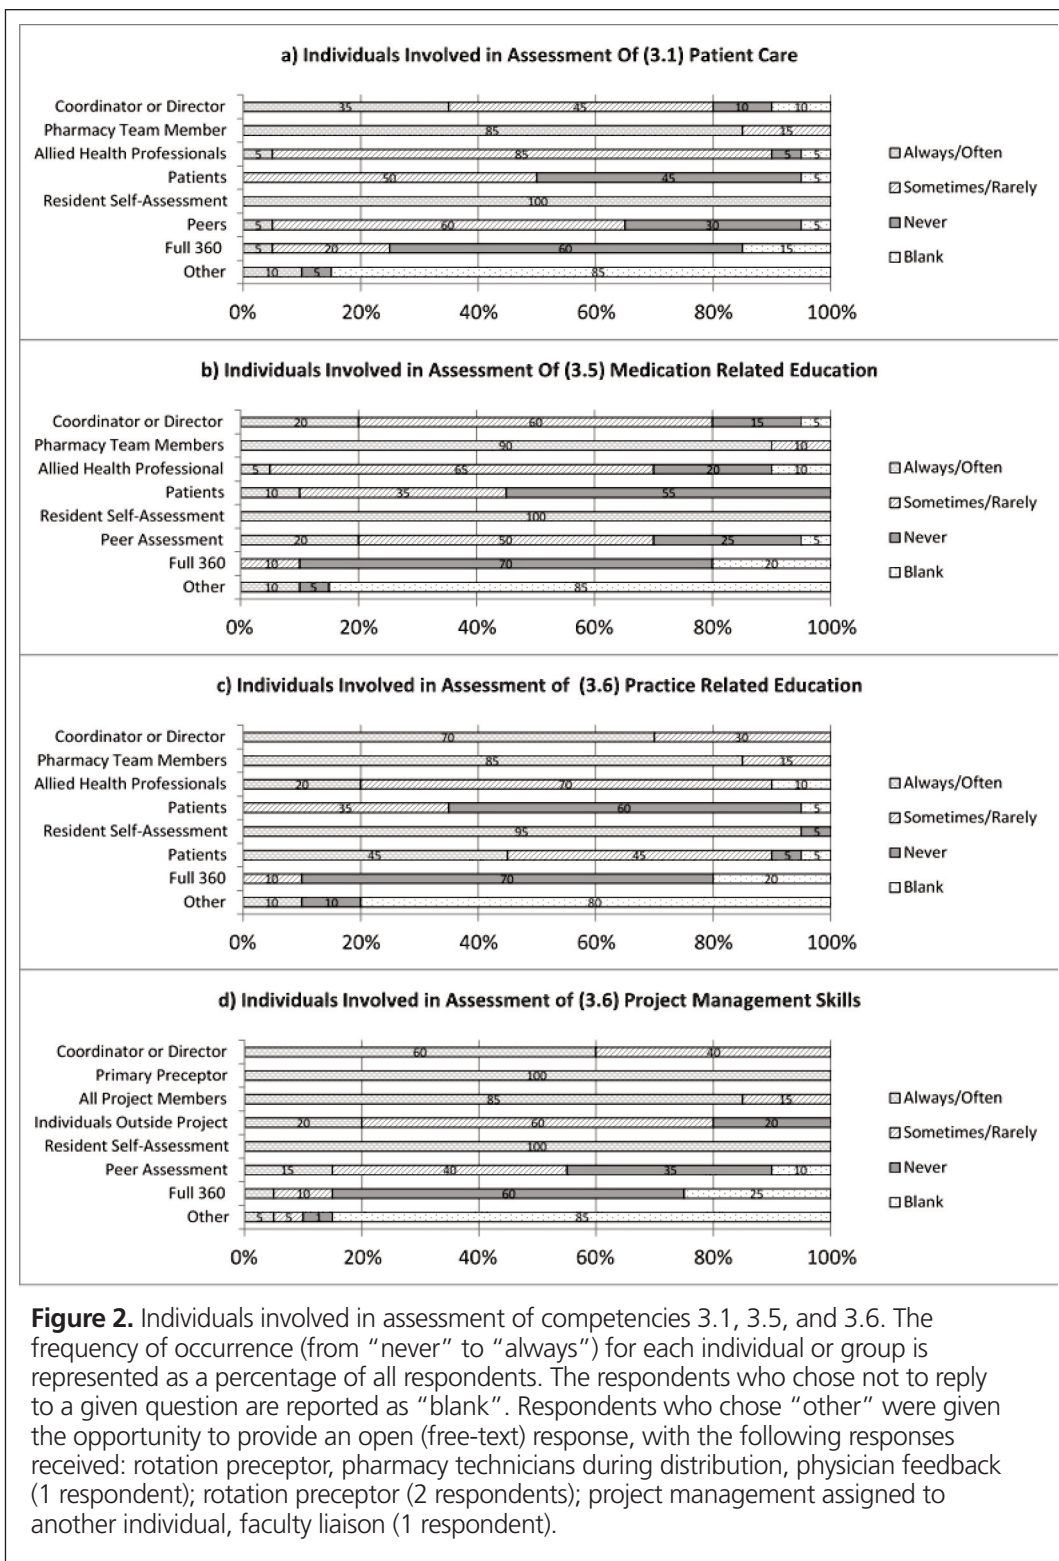 a) Individuals Involved in Assessment Of (3.1) Patient Care
Coordinator or Director 35 45 10 10
Pharmacy Team Member 85 15
Allied Health Professionals 5 85 5 5
Patients 50 45 5
Resident Self-Assessment 100
Peers 5 60 30 5
Full 360 5 20 60 15
Other 10 5 85
0% 20% 40% 60% 80% 100%
Always/Often
Sometimes/Rarely
Never
Blank
b) Individuals Involved in Assessment Of (3.5) Medication Related Education
Coordinator or Director 20 60 15 5
Pharmacy Team Members 90 10
Allied Health Professional 5 65 20 10
Patients 10 35 55
Resident Self-Assessment 100
Peer Assessment 20 50 25 5
Full 360 10 70 20
Other 10 5 85
0% 20% 40% 60% 80% 100%
Always/Often
Sometimes/Rarely
Never
Blank
c) Individuals Involved in Assessment of (3.6) Practice Related Education
Coordinator or Director 70 30
Pharmacy Team Members 85 15
Allied Health Professionals 20 70 10
Patients 35 60 5
Resident Self-Assessment 95 5
Patients 45 45 5 5
Full 360 10 70 20
Other 10 10 80
0% 20% 40% 60% 80% 100%
Always/Often
Sometimes/Rarely
Never
Blank
d) Individuals Involved in Assessment of (3.6) Project Management Skills
Coordinator or Director 60 40
Primary Preceptor 100
All Project Members 85 15
Individuals Outside Project 20 60 20
Resident Self-Assessment 100
Peer Assessment 15 40 35 10
Full 360 10 60 25
Other 5 5 1 85
0% 20% 40% 60% 80% 100%
Always/Often
Sometimes/Rarely
Never
Blank
Figure 2. Individuals involved in assessment of competencies 3.1, 3.5, and 3.6. The
frequency of occurrence (from “never” to “always”) for each individual or group is
represented as a percentage of all respondents. The respondents who chose not to reply
to a given question are reported as “blank”. Respondents who chose “other” were given
the opportunity to provide an open (free-text) response, with the following responses
received: rotation preceptor, pharmacy technicians during distribution, physician feedback
(1 respondent); rotation preceptor (2 respondents); project management assigned to
another individual, faculty liaison (1 respondent).